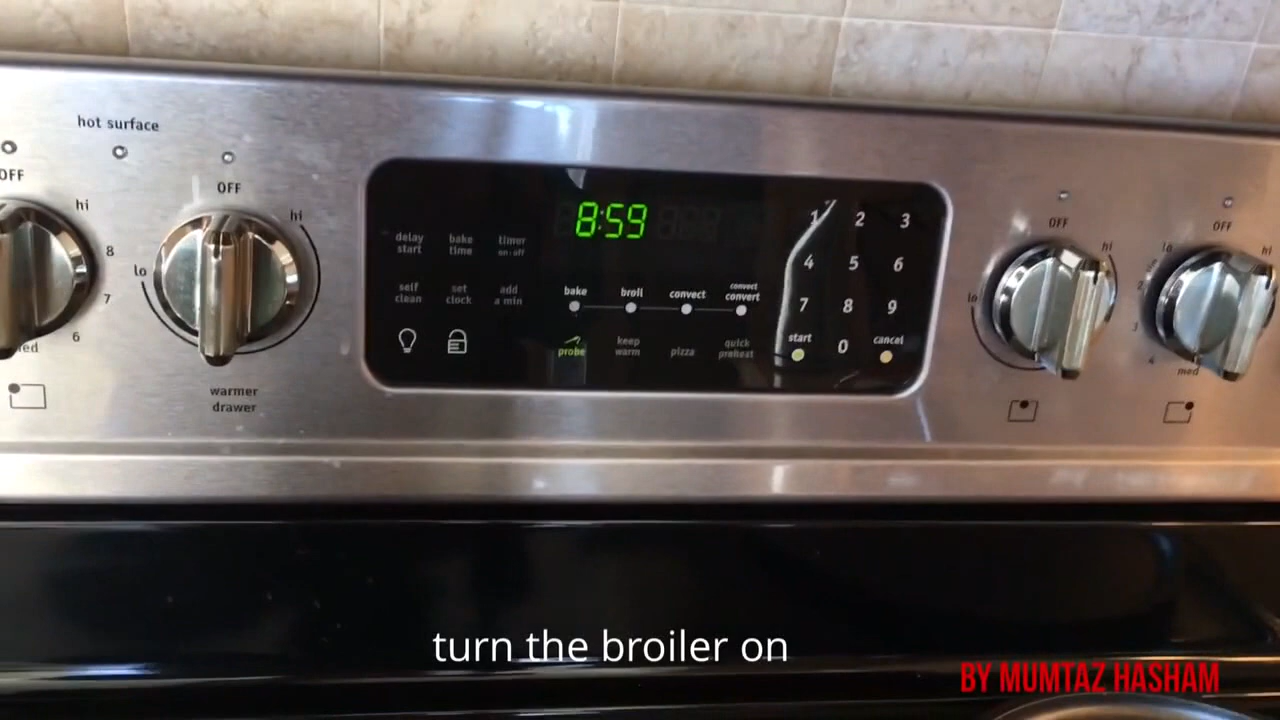 hot surface
OFF
hi
8
7
6
OFF
hi
lo
warmer
drawer
8:59
delay
start
bake
time
timer
on·off
self
clean
set
clock
add
a min
bake
broil
convect
convect
convert
probe
keep
warm
pizza
quick
preheat
1 2 3
4 5 6
7 8 9
start
0
cancel
OFF
hi
lo
OFF
hi
lo
med
turn the broiler on
BY MUMTAZ HASHAM